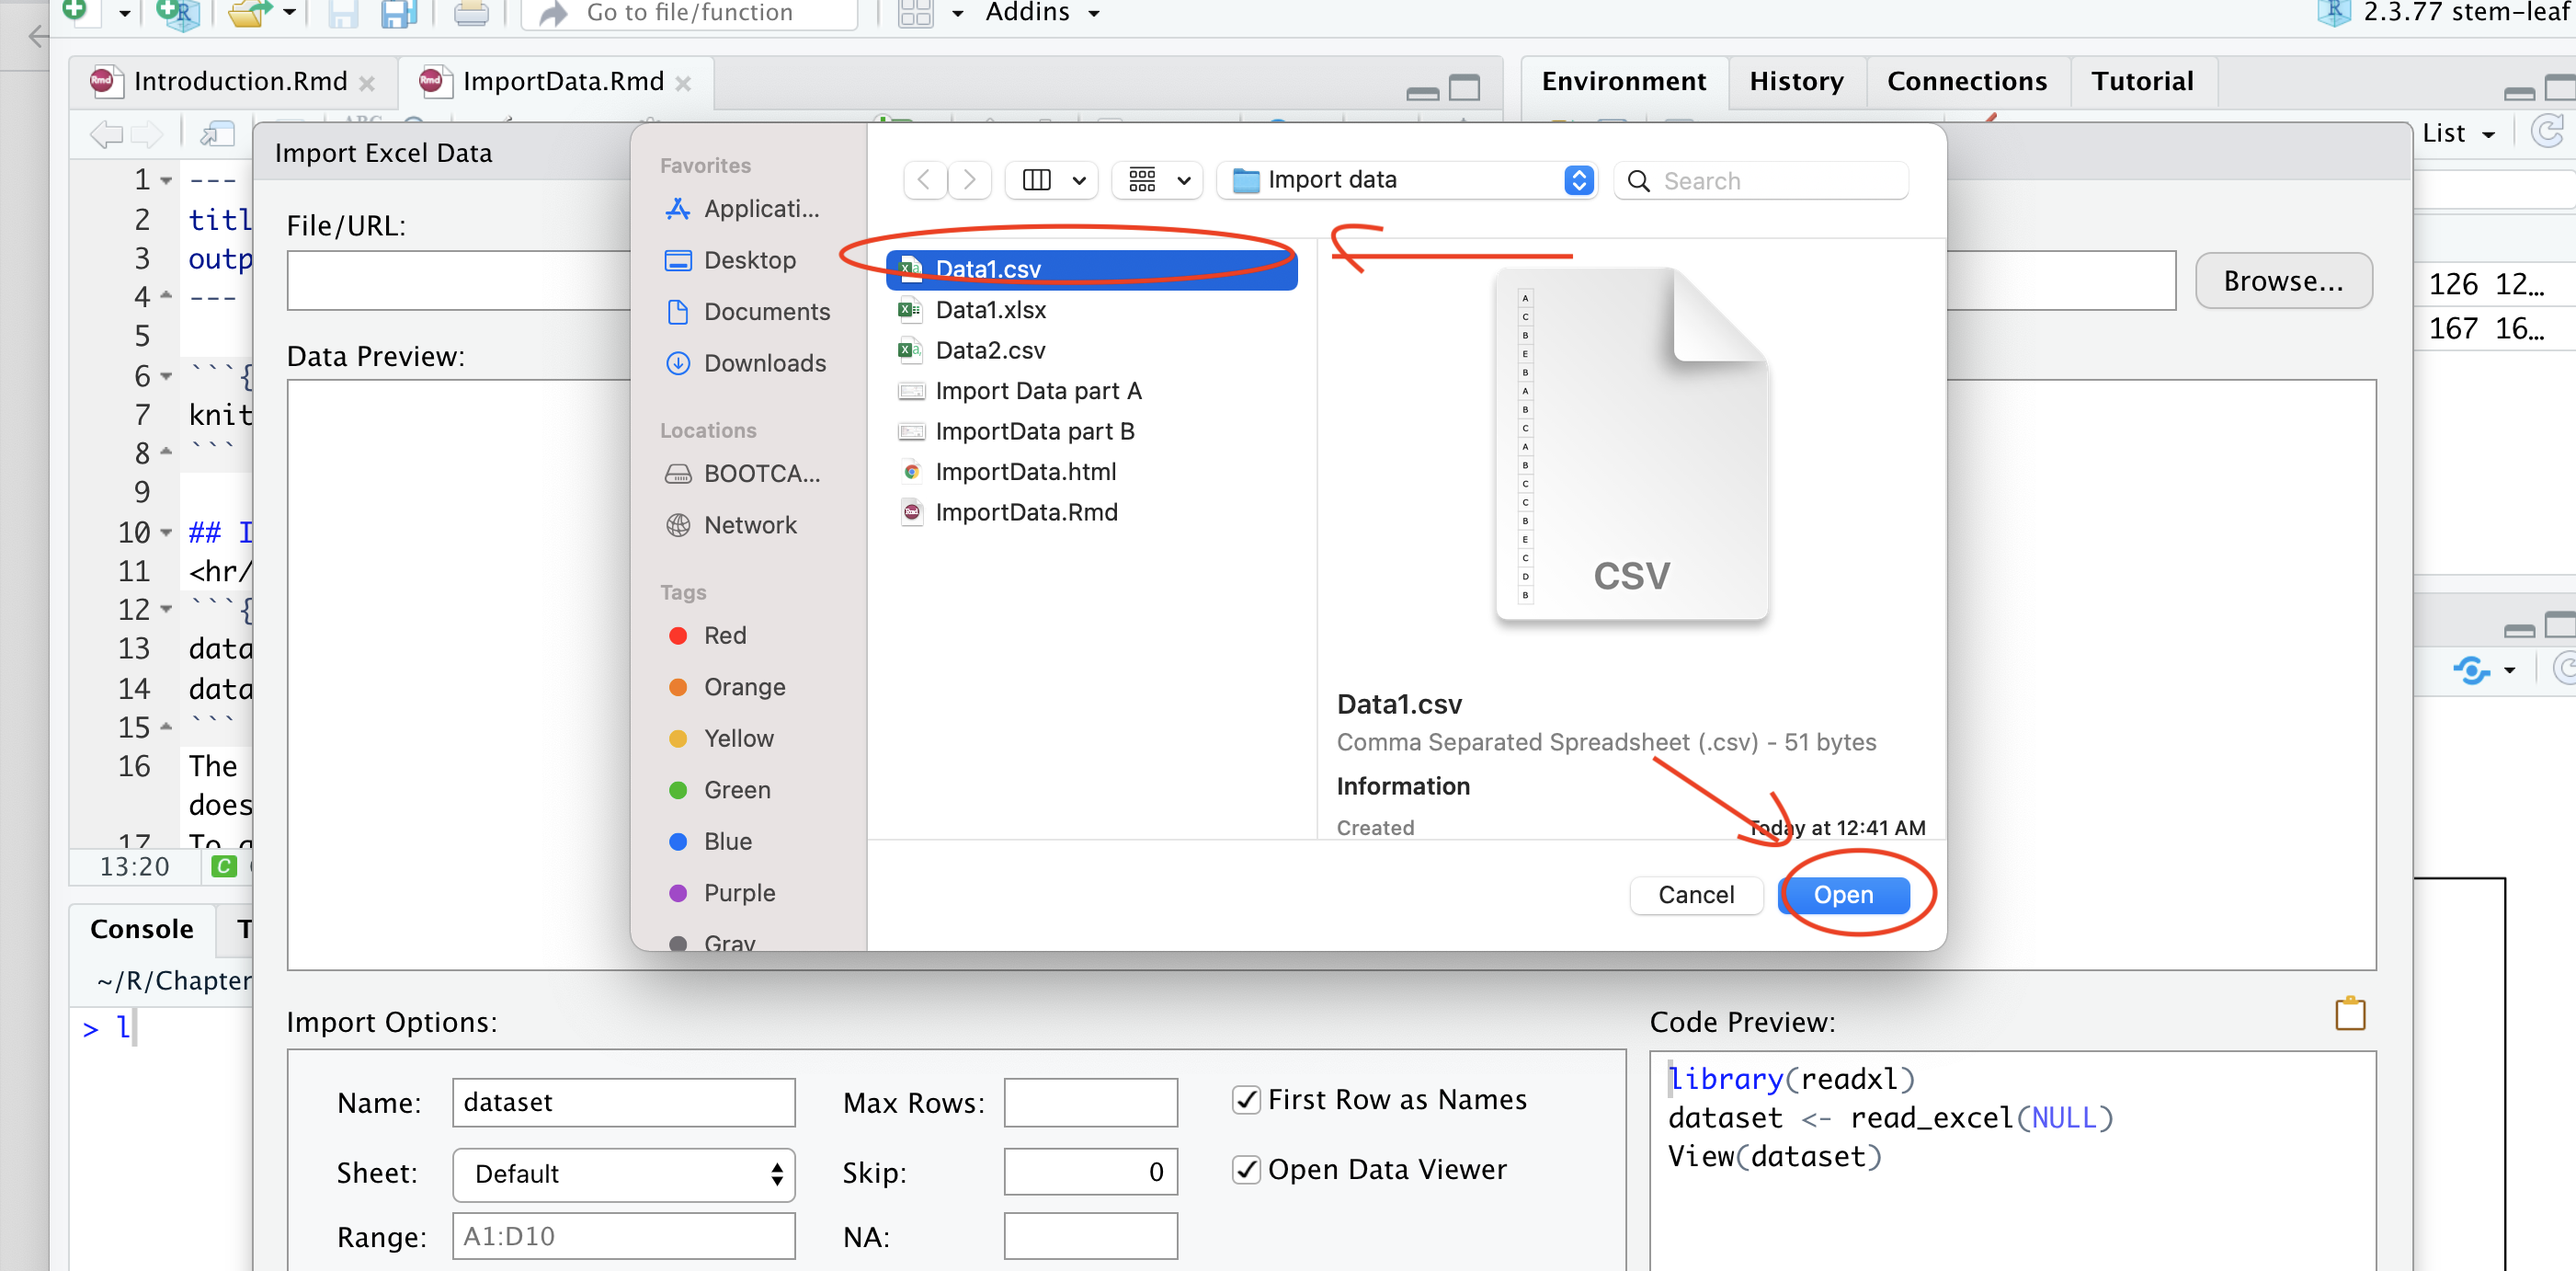 Go to file/function
Addins
2.3.77 stem-leaf
Introduction.Rmd
ImportData.Rmd
Environment
History
Connections
Tutorial
List
Import Excel Data
File/URL:
Browse...
Data Preview:
1 ---
2 titl
3 outp
4 ---
5
6 ```{
7 knit
8 ```
9
10 ## I
11 <hr/
12 ```{
13 data
14 data
15 ```
16 The
does
17 To
13:20
C
Favorites
Applicati...
Desktop
Documents
Downloads
Locations
BOOTCA...
Network
Tags
Red
Orange
Yellow
Green
Blue
Purple
Gray
Import data
Search
Data1.csv
Data1.xlsx
Data2.csv
Import Data part A
ImportData part B
ImportData.html
ImportData.Rmd
A
C
B
E
B
A
B
C
A
B
C
C
B
E
C
D
B
CSV
Data1.csv
Comma Separated Spreadsheet (.csv) - 51 bytes
Information
Created
Today at 12:41 AM
Cancel
Open
126 12...
167 16...
Console
T
~/R/Chapter
> l
Import Options:
Name:
dataset
Max Rows:
First Row as Names
Sheet:
Default
Skip:
0
Open Data Viewer
Range:
A1:D10
NA:
Code Preview:
library(readxl)
dataset <- read_excel(NULL)
View(dataset)